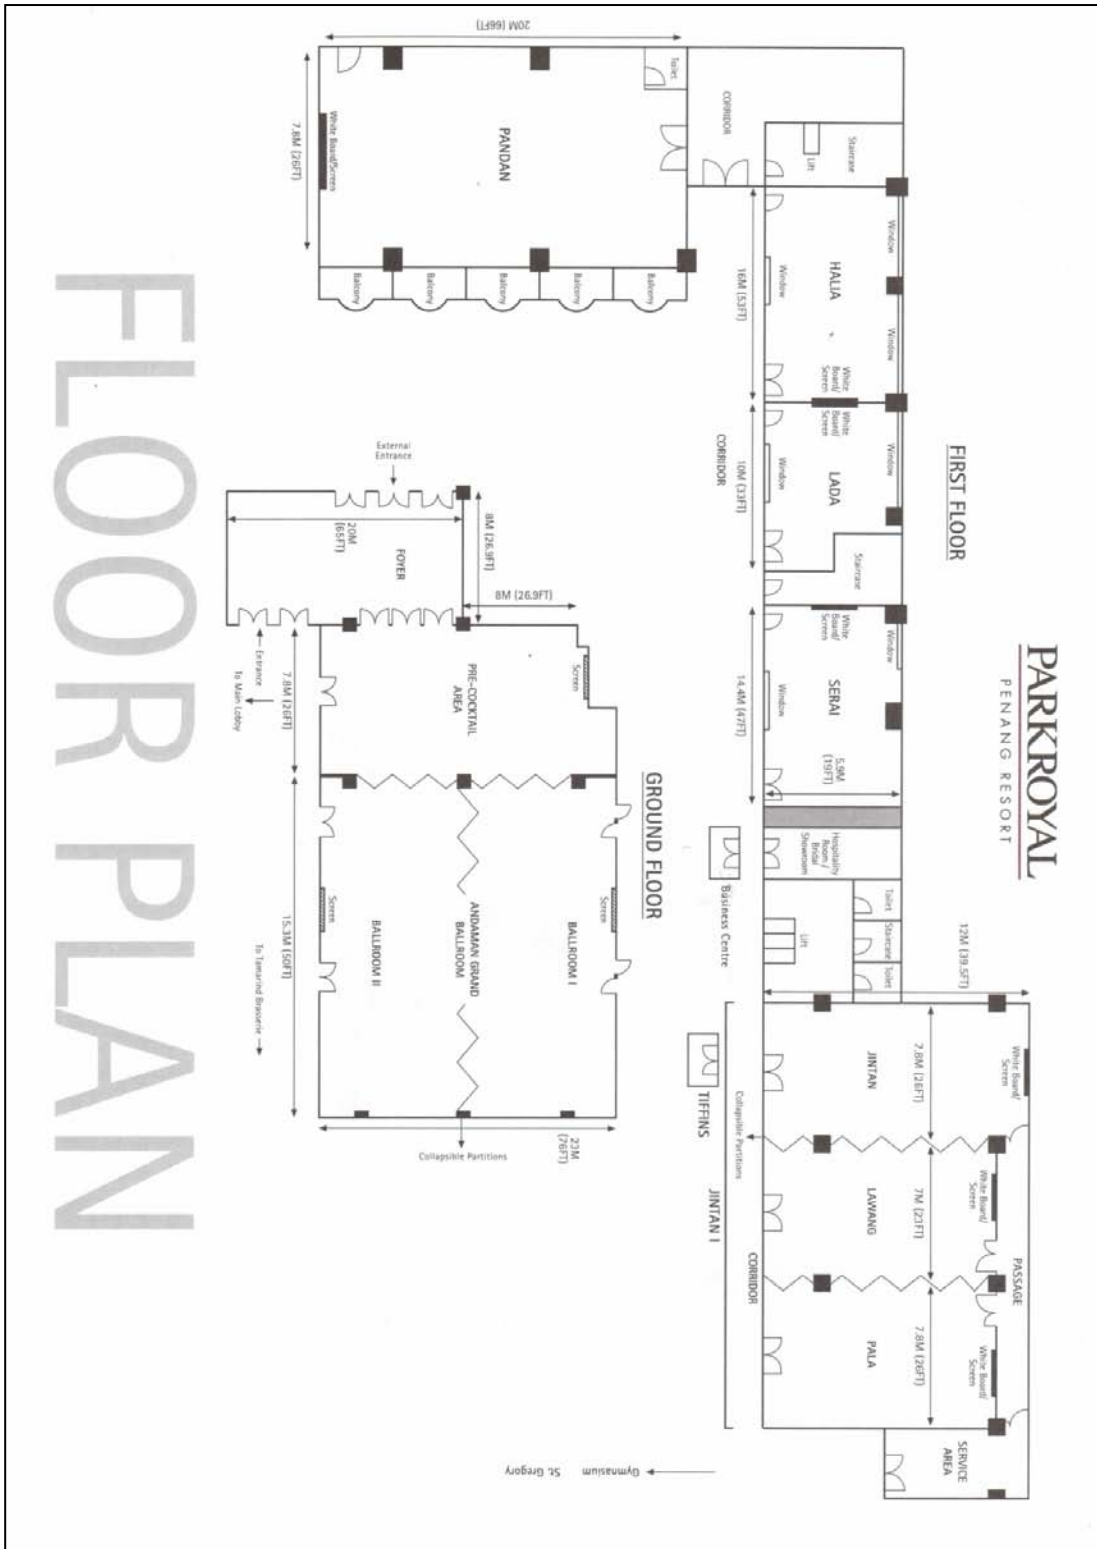 PARKROYAL
PENANG RESORT
FIRST FLOOR
20M (66FT)
7.8M (26FT)
White Board/Screen
PANDAN
Toilet
CORRIDOR
Balcony
Balcony
Balcony
Balcony
Balcony
Staircase
Lift
Window
Window
HALIA
Window
White
Board/
Screen
16M (53FT)
White
Board/
Screen
Window
LADA
Window
10M (33FT)
CORRIDOR
Staircase
White
Board/
Screen
Window
SERAI
Window
5.9M
(19FT)
14.4M (47FT)
Hospitality
Room /
Bridal
Showroom
Business Centre
Toilet
Staircase
Toilet
Lift
12M (39.5FT)
White Board/
Screen
JINTAN
7.8M (26FT)
TIFFINS
Collapsible Partitions
White Board/
Screen
LAWANG
7M (23FT)
JINTAN I
CORRIDOR
PASSAGE
White Board/
Screen
PALA
7.8M (26FT)
SERVICE
AREA
Gymnasium St. Gregory
GROUND FLOOR
External
Entrance
8M (26.9FT)
20M
(65FT)
FOYER
8M (26.9FT)
Entrance
To Main Lobby
7.8M (26FT)
PRE-COCKTAIL
AREA
Screen
Screen
Screen
BALLROOM I
ANDAMAN GRAND
BALLROOM
BALLROOM II
15.3M (50FT)
To Tamarind Brasserie
23M
(76FT)
Collapsible Partitions
FLOOR PLAN